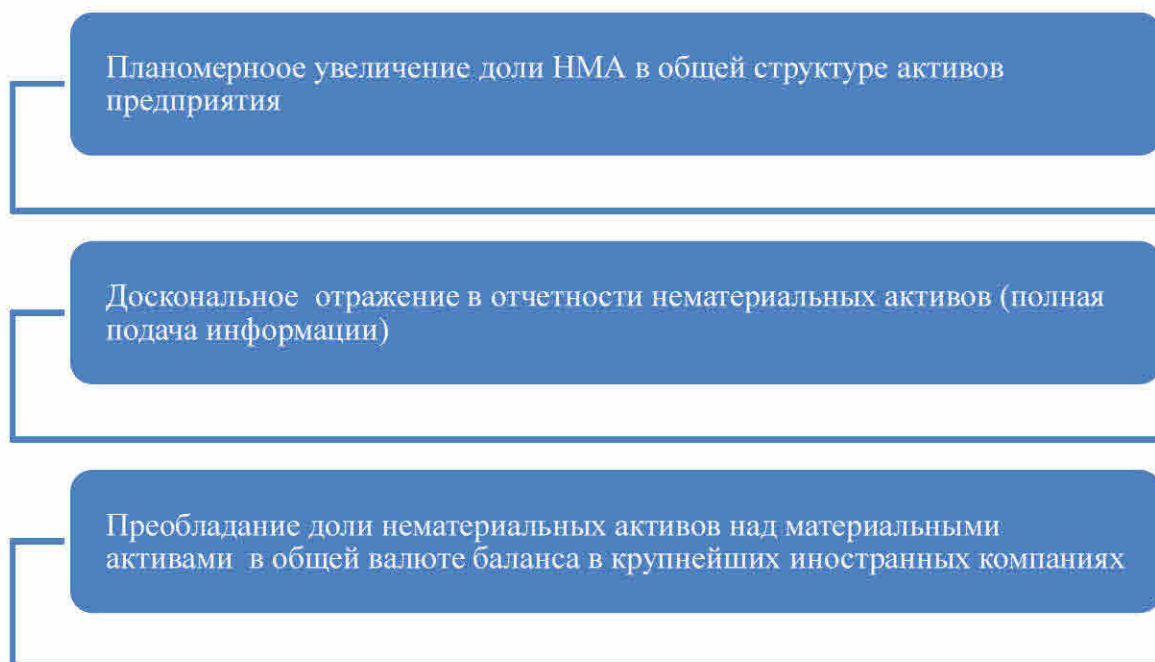 Планомерноое увеличение доли НМА в общей структуре активов
предприятия
Доскональное отражение в отчетности нематериальных активов (полная
подача информации)
Преобладание доли нематериальных активов над материальными
активами в общей валюте баланса в крупнейших иностранных компаниях